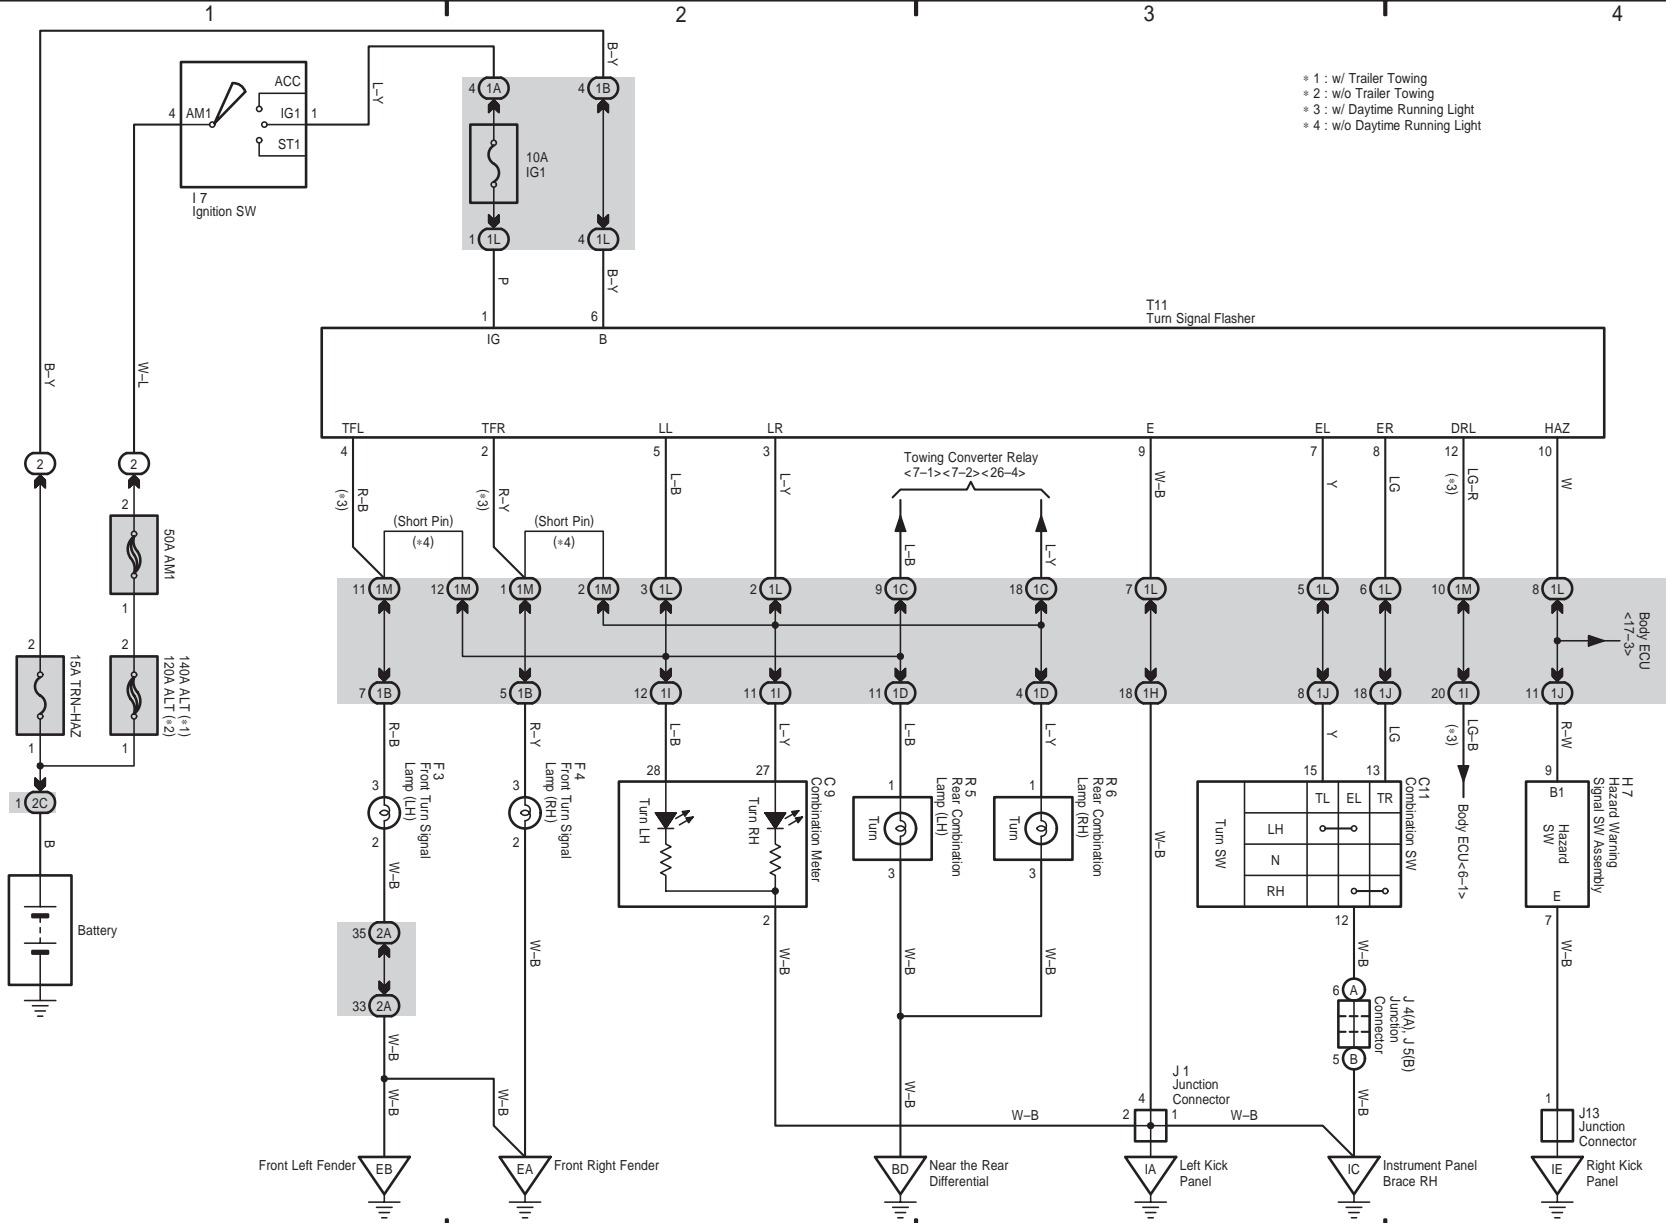 1
2
3
4
∗ 1 : w/ Trailer Towing
∗ 2 : w/o Trailer Towing
∗ 3 : w/ Daytime Running Light
∗ 4 : w/o Daytime Running Light
B–Y
L–Y
4 1A
4 1B
ACC
4 AM1
IG1 1
ST1
10A
IG1
I 7
Ignition SW
1 1L
4 1L
P
B–Y
T11
Turn Signal Flasher
1
6
IG
B
B–Y
W–L
TFL
TFR
LL
LR
E
EL
ER
DRL
HAZ
4
2
5
3
9
7
8
12
10
Towing Converter Relay
<7–1><7–2><26–4>
2
2
R–B
(∗3)
R–Y
(∗3)
L–B
L–Y
W–B
Y
LG
LG–R
(∗3)
W
2
50A AM1
1
(Short Pin)
(∗4)
(Short Pin)
(∗4)
L–B
L–Y
11 1M
12 1M
1 1M
2 1M
3 1L
2 1L
9 1C
18 1C
7 1L
5 1L
6 1L
10 1M
8 1L
Body ECU
<17–3>
2
2
15A TRN–HAZ
140A ALT (∗1)
120A ALT (∗2)
1
1
7 1B
5 1B
12 1I
11 1I
11 1D
4 1D
18 1H
8 1J
18 1J
20 1I
11 1J
R–B
R–Y
L–B
L–Y
L–B
L–Y
Y
LG
LG–B
(∗3)
R–W
1 2C
B
Battery
3
F 3
Front Turn Signal
Lamp (LH)
2
3
F 4
Front Turn Signal
Lamp (RH)
2
28
27
Turn LH
Turn RH
C 9
Combination Meter
2
1
Turn
R 5
Rear Combination
Lamp (LH)
3
1
Turn
R 6
Rear Combination
Lamp (RH)
3
W–B
15
13
C11
Combination SW
TL
EL
TR
Turn SW
LH
N
RH
12
Body ECU<6–1>
9
B1
Hazard
SW
E
H 7
Hazard Warning
Signal SW Assembly
7
W–B
35 2A
33 2A
W–B
W–B
W–B
W–B
W–B
W–B
W–B
W–B
6 A
J 4(A), J 5(B)
Junction
Connector
5 B
W–B
W–B
W–B
W–B
W–B
J 1
Junction
Connector
4
2
1
W–B
1
J13
Junction
Connector
Front Left Fender
EB
EA
Front Right Fender
BD
Near the Rear
Differential
IA
Left Kick
Panel
IC
Instrument Panel
Brace RH
IE
Right Kick
Panel